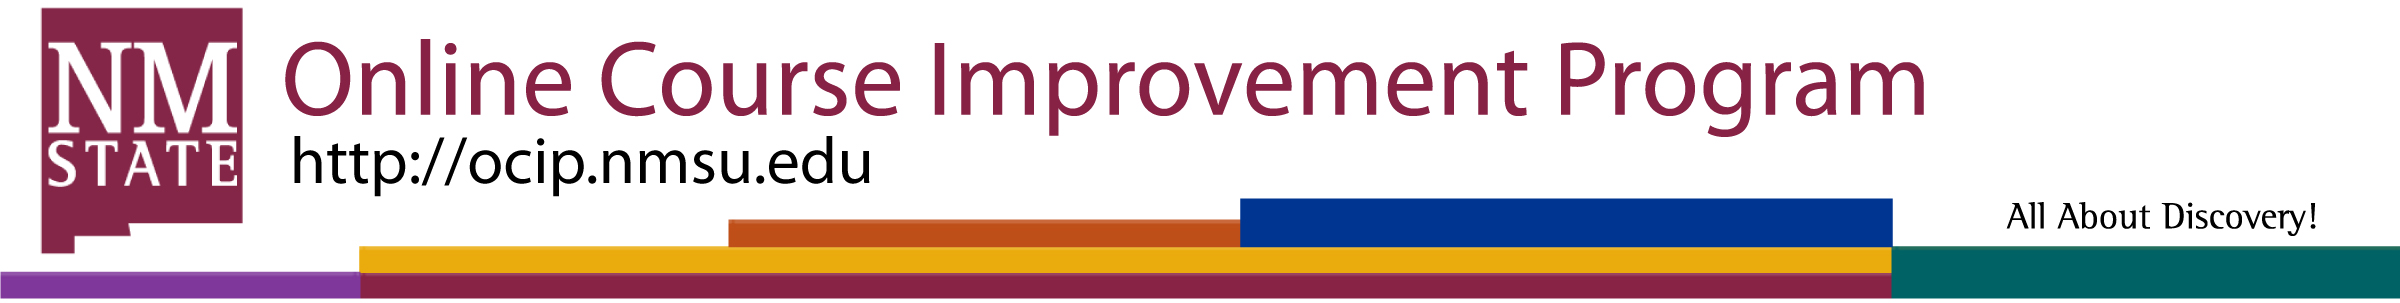 NM
STATE
Online Course Improvement Program
http://ocip.nmsu.edu
All About Discovery!